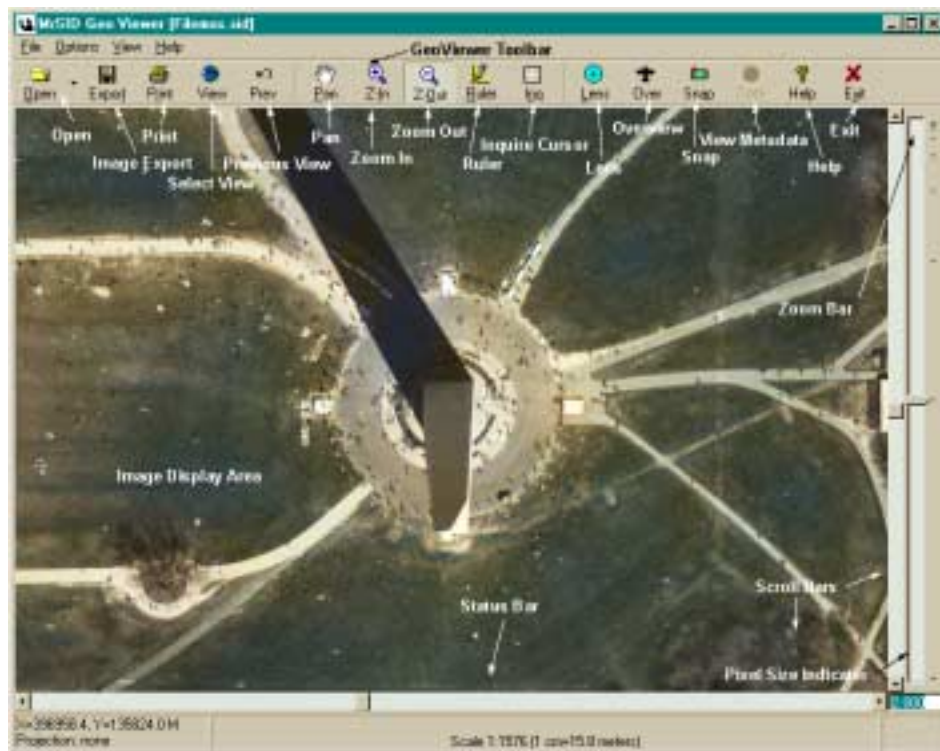 MrSID Geo Viewer [Filemos.sid]
File Options View Help
GeoViewer Toolbar
Open Export Print View Prev Pan Z In Z Out Ruler Inq Lens Over Snap Help Exit
Open
Print
Image Export
Select View
Previous View
Pan
Zoom In
Zoom Out
Ruler
Inquire Cursor
Lens
Overview
Snap
View Metadata
Help
Exit
Zoom Bar
Image Display Area
Status Bar
Scroll Bars
Pixel Size Indicator
Projection: none
Scale 1:1976 (1 cm=19.8 meters)